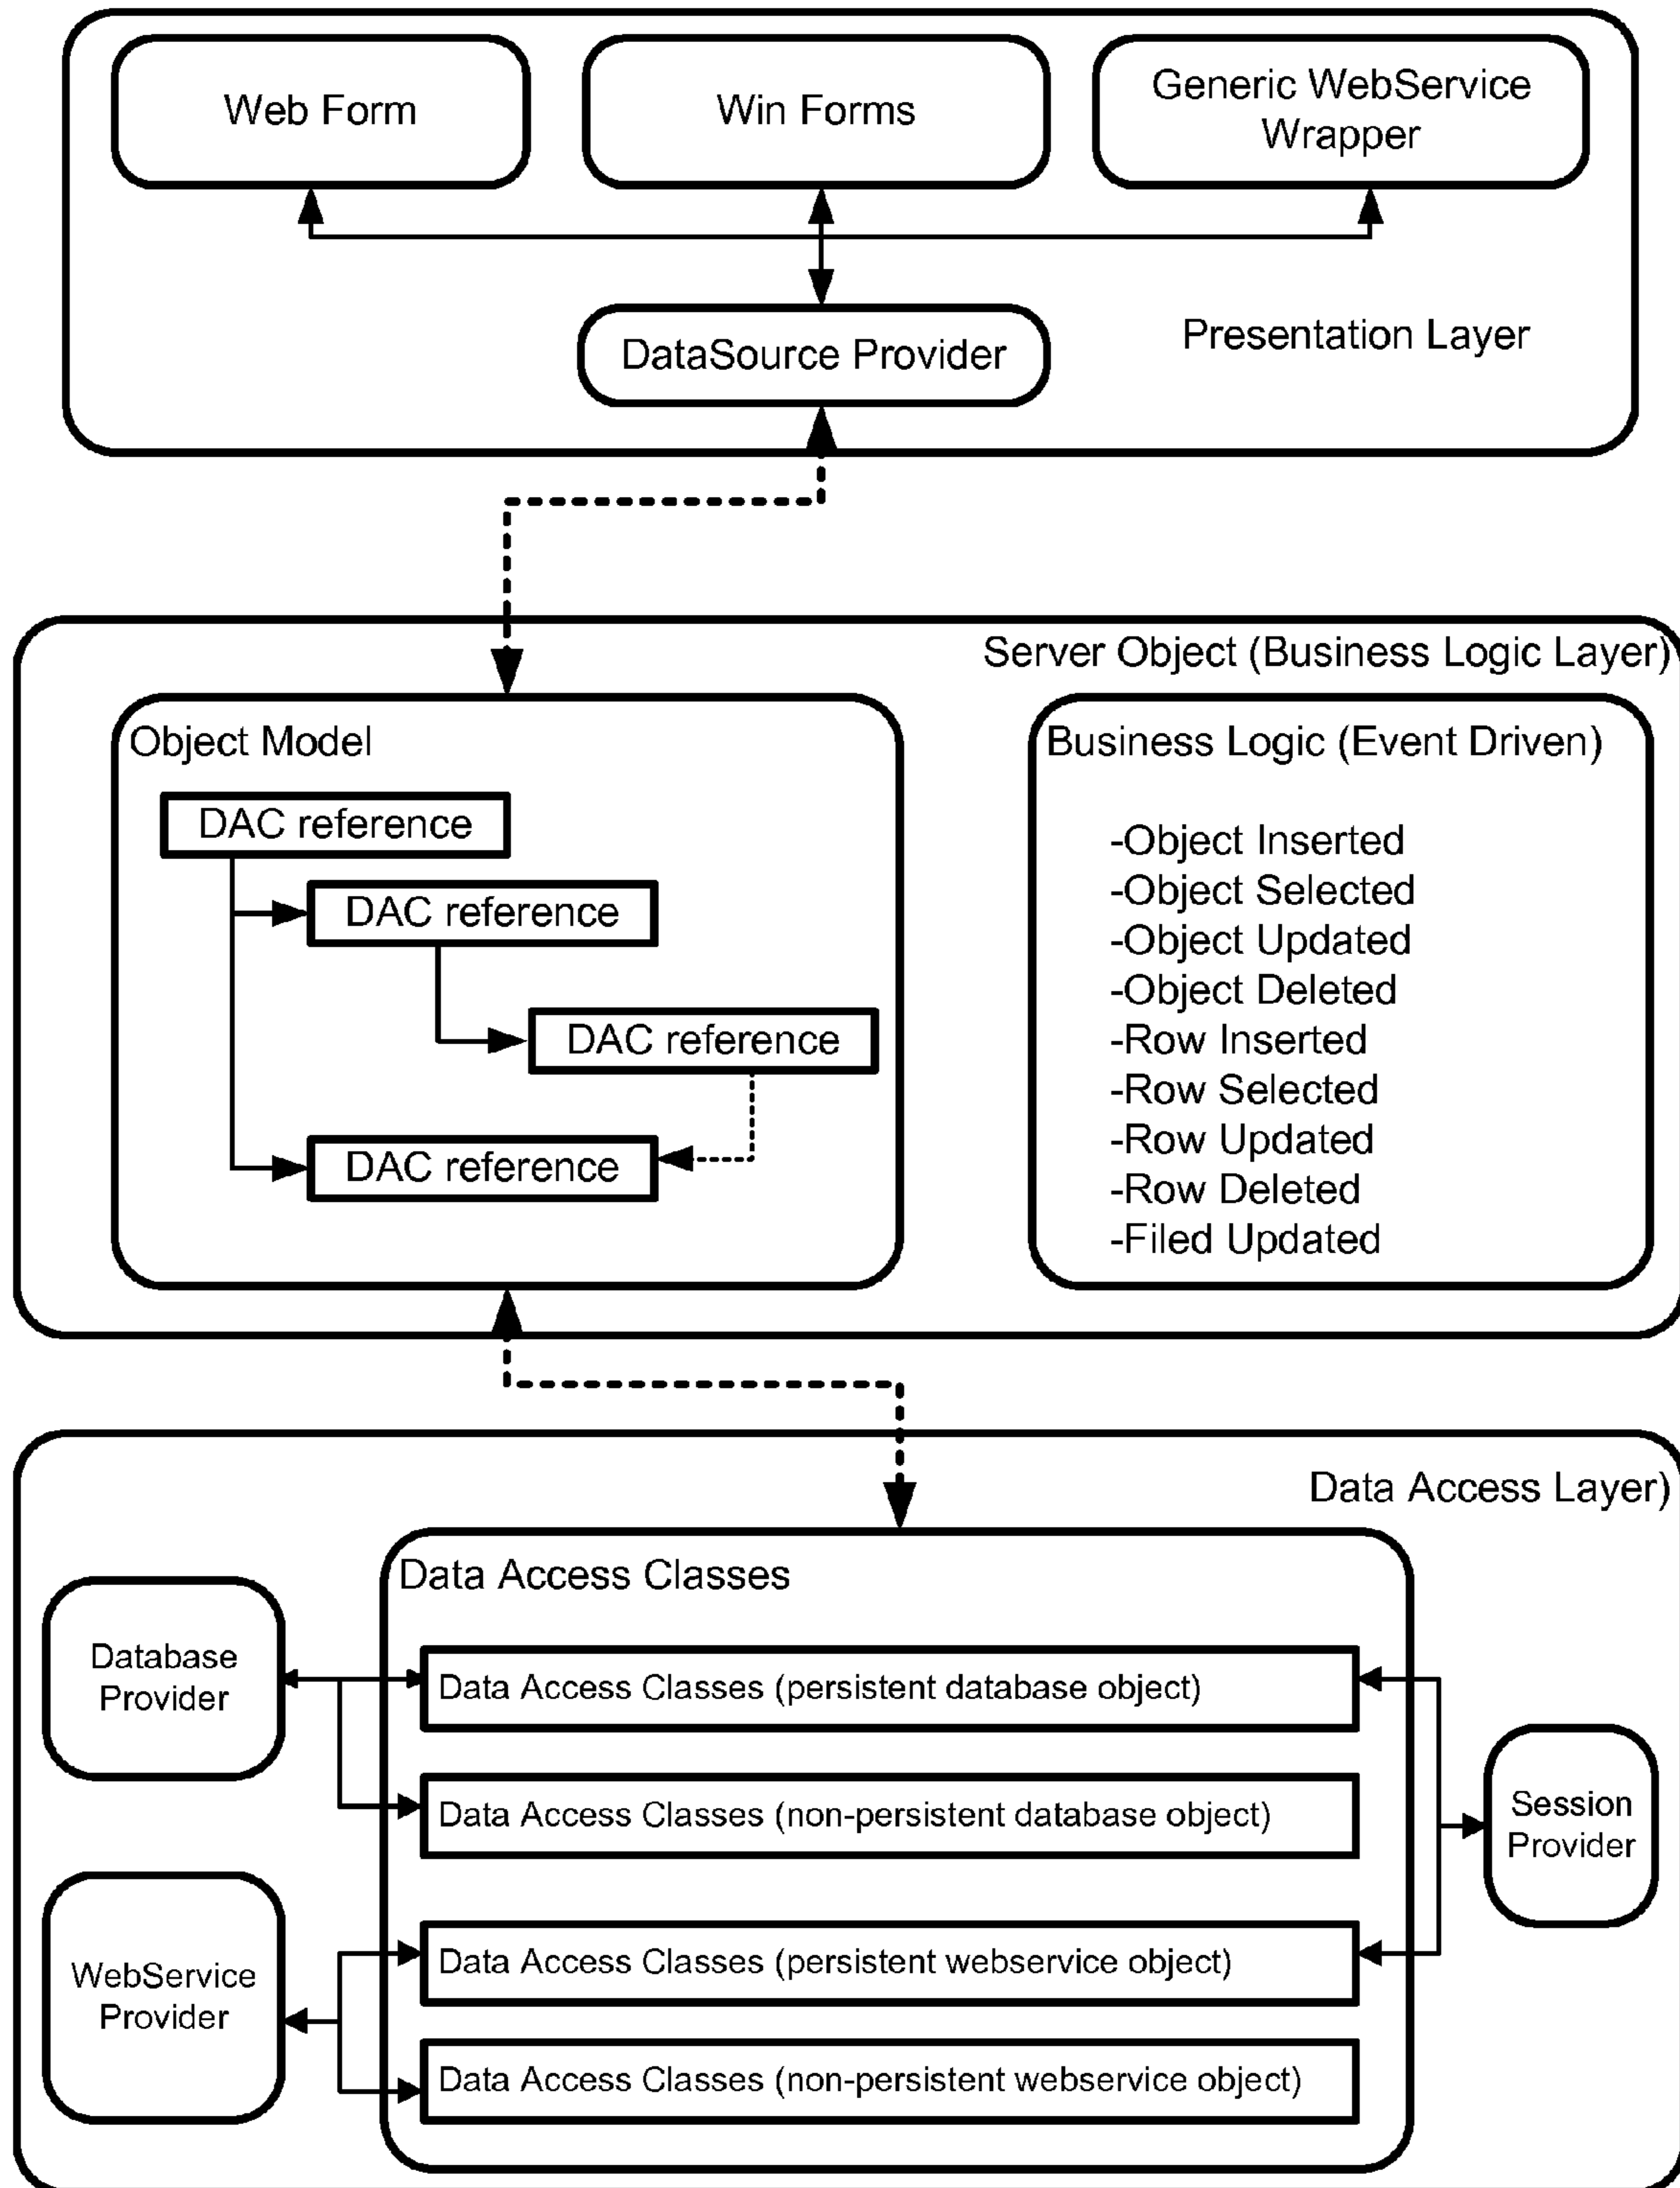 Web Form
Win Forms
Generic WebService
Wrapper
DataSource Provider
Presentation Layer
Server Object (Business Logic Layer)
Object Model
DAC reference
DAC reference
DAC reference
DAC reference
Business Logic (Event Driven)
-Object Inserted
-Object Selected
-Object Updated
-Object Deleted
-Row Inserted
-Row Selected
-Row Updated
-Row Deleted
-Filed Updated
Data Access Layer)
Data Access Classes
Database
Provider
Data Access Classes (persistent database object)
Data Access Classes (non-persistent database object)
Session
Provider
WebService
Provider
Data Access Classes (persistent webservice object)
Data Access Classes (non-persistent webservice object)